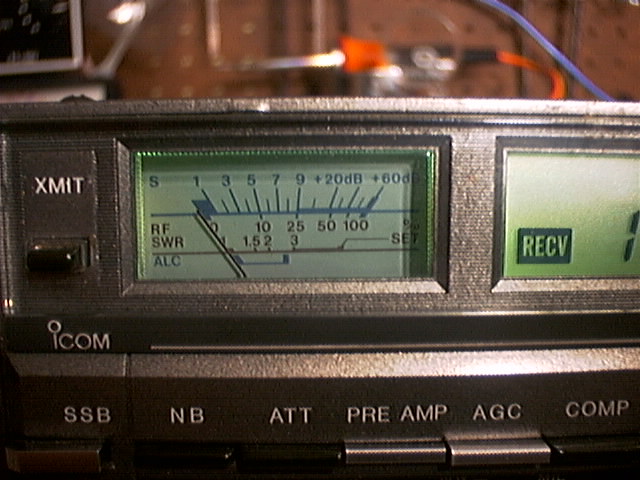 XMIT
S 1 3 5 7 9 +20dB +60dB
RF 0 10 25 50 100 %
SWR 1.5 2 3 SET
ALC
RECV
ICOM
SSB NB ATT PRE AMP AGC COMP